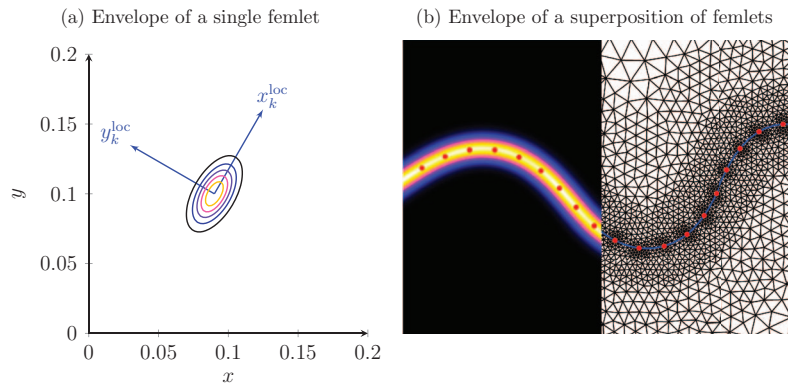 (a) Envelope of a single femlet
(b) Envelope of a superposition of femlets
0.2
x_k^loc
y_k^loc
0.15
0.1
y
0.05
0
0 0.05 0.1 0.15 0.2
x